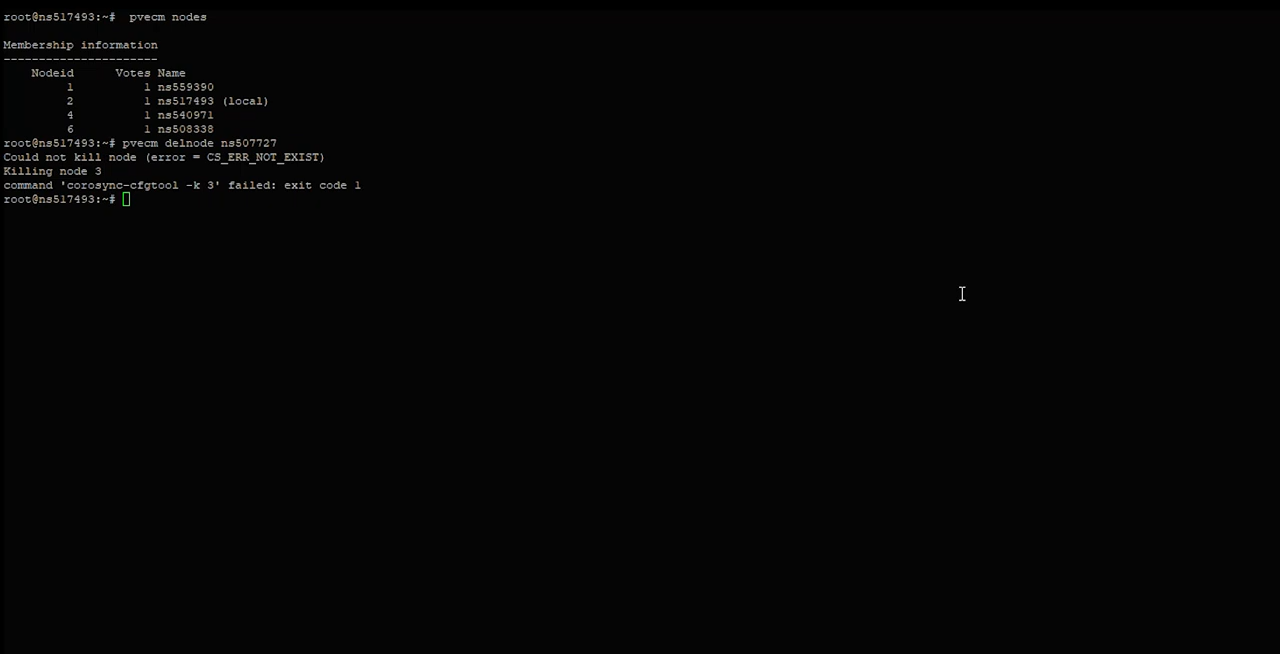 root@ns517493:~#  pvecm nodes
Membership information
----------------------
    Nodeid      Votes Name
         1          1 ns559390
         2          1 ns517493 (local)
         4          1 ns540971
         6          1 ns508338
root@ns517493:~# pvecm delnode ns507727
Could not kill node (error = CS_ERR_NOT_EXIST)
Killing node 3
command 'corosync-cfgtool -k 3' failed: exit code 1
root@ns517493:~#